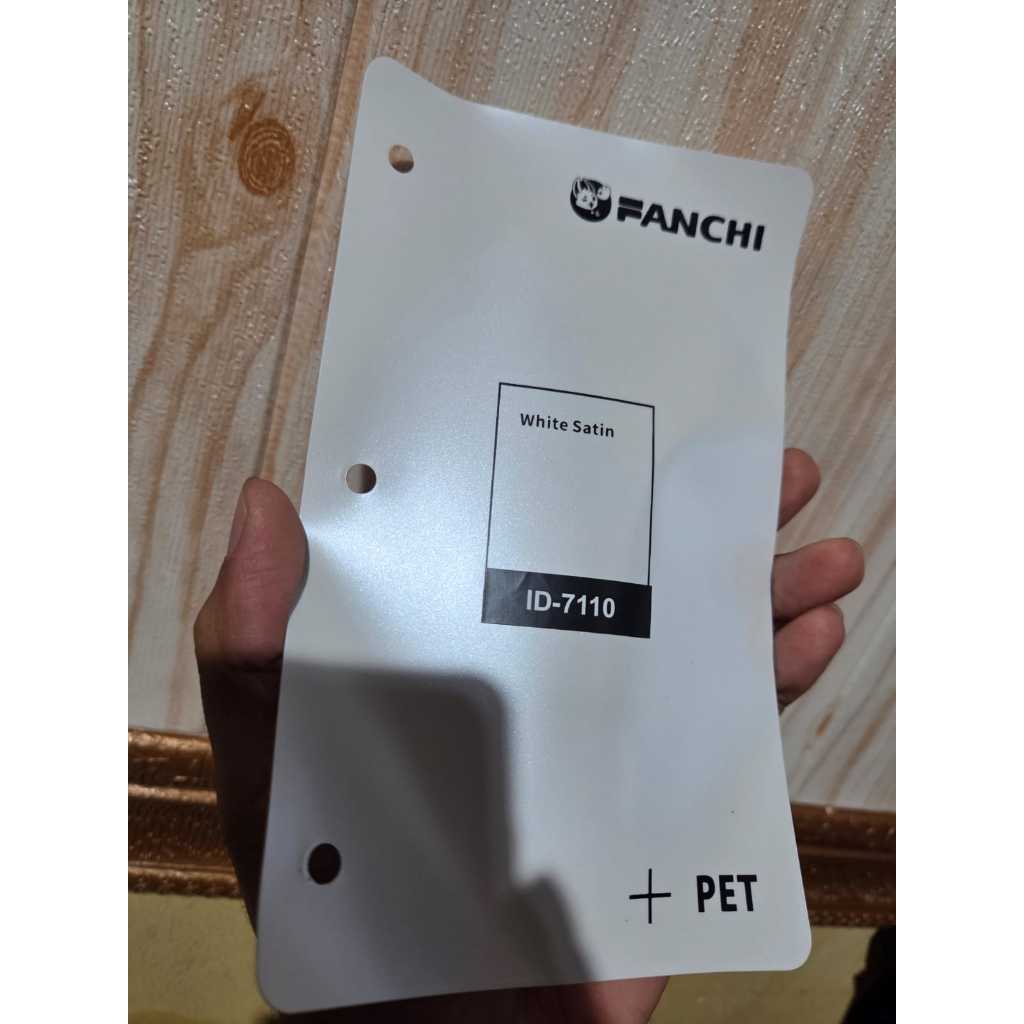 FANCHI
White Satin
ID-7110
+ PET